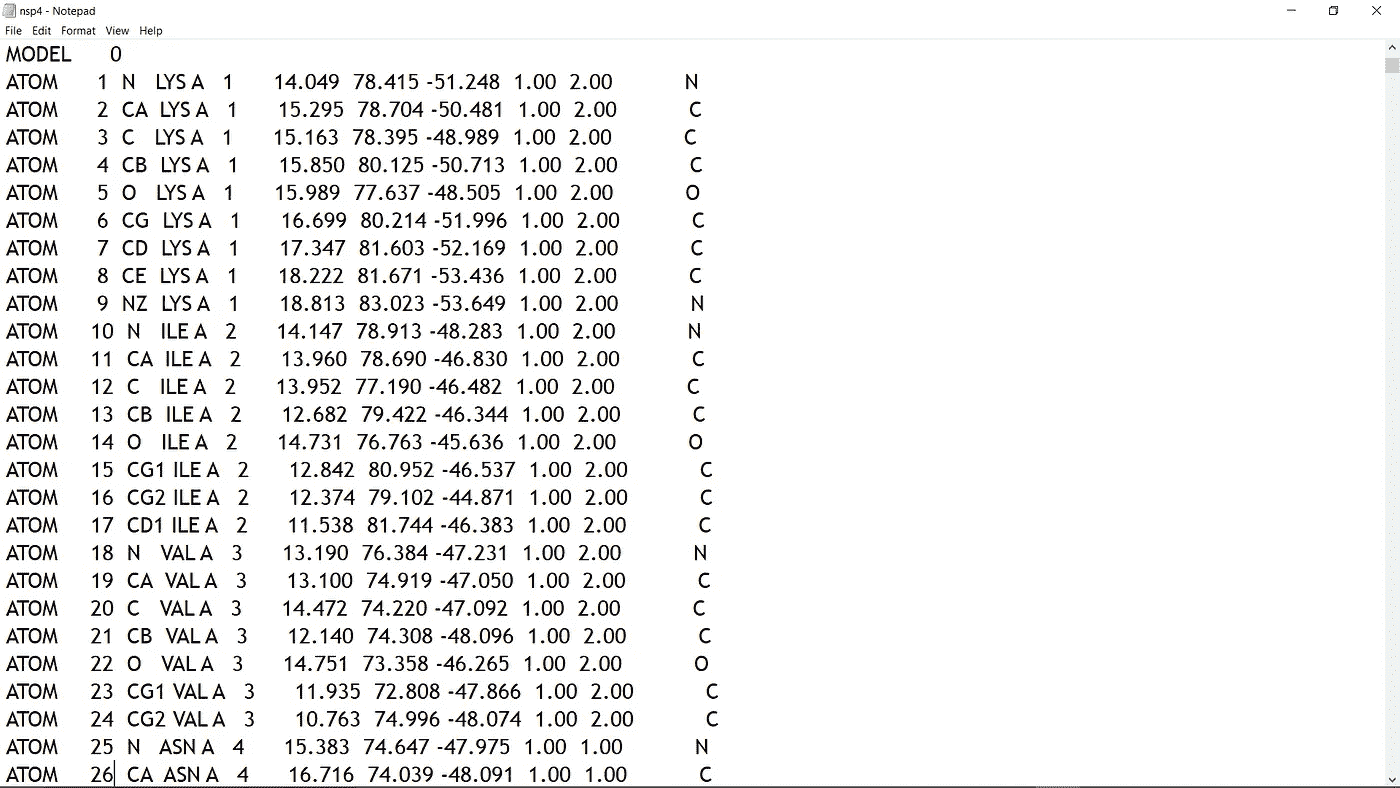 nsp4 - Notepad
File Edit Format View Help
MODEL 0
ATOM 1 N LYS A 1 14.049 78.415 -51.248 1.00 2.00 N
ATOM 2 CA LYS A 1 15.295 78.704 -50.481 1.00 2.00 C
ATOM 3 C LYS A 1 15.163 78.395 -48.989 1.00 2.00 C
ATOM 4 CB LYS A 1 15.850 80.125 -50.713 1.00 2.00 C
ATOM 5 O LYS A 1 15.989 77.637 -48.505 1.00 2.00 O
ATOM 6 CG LYS A 1 16.699 80.214 -51.996 1.00 2.00 C
ATOM 7 CD LYS A 1 17.347 81.603 -52.169 1.00 2.00 C
ATOM 8 CE LYS A 1 18.222 81.671 -53.436 1.00 2.00 C
ATOM 9 NZ LYS A 1 18.813 83.023 -53.649 1.00 2.00 N
ATOM 10 N ILE A 2 14.147 78.913 -48.283 1.00 2.00 N
ATOM 11 CA ILE A 2 13.960 78.690 -46.830 1.00 2.00 C
ATOM 12 C ILE A 2 13.952 77.190 -46.482 1.00 2.00 C
ATOM 13 CB ILE A 2 12.682 79.422 -46.344 1.00 2.00 C
ATOM 14 O ILE A 2 14.731 76.763 -45.636 1.00 2.00 O
ATOM 15 CG1 ILE A 2 12.842 80.952 -46.537 1.00 2.00 C
ATOM 16 CG2 ILE A 2 12.374 79.102 -44.871 1.00 2.00 C
ATOM 17 CD1 ILE A 2 11.538 81.744 -46.383 1.00 2.00 C
ATOM 18 N VAL A 3 13.190 76.384 -47.231 1.00 2.00 N
ATOM 19 CA VAL A 3 13.100 74.919 -47.050 1.00 2.00 C
ATOM 20 C VAL A 3 14.472 74.220 -47.092 1.00 2.00 C
ATOM 21 CB VAL A 3 12.140 74.308 -48.096 1.00 2.00 C
ATOM 22 O VAL A 3 14.751 73.358 -46.265 1.00 2.00 O
ATOM 23 CG1 VAL A 3 11.935 72.808 -47.866 1.00 2.00 C
ATOM 24 CG2 VAL A 3 10.763 74.996 -48.074 1.00 2.00 C
ATOM 25 N ASN A 4 15.383 74.647 -47.975 1.00 1.00 N
ATOM 26 CA ASN A 4 16.716 74.039 -48.091 1.00 1.00 C